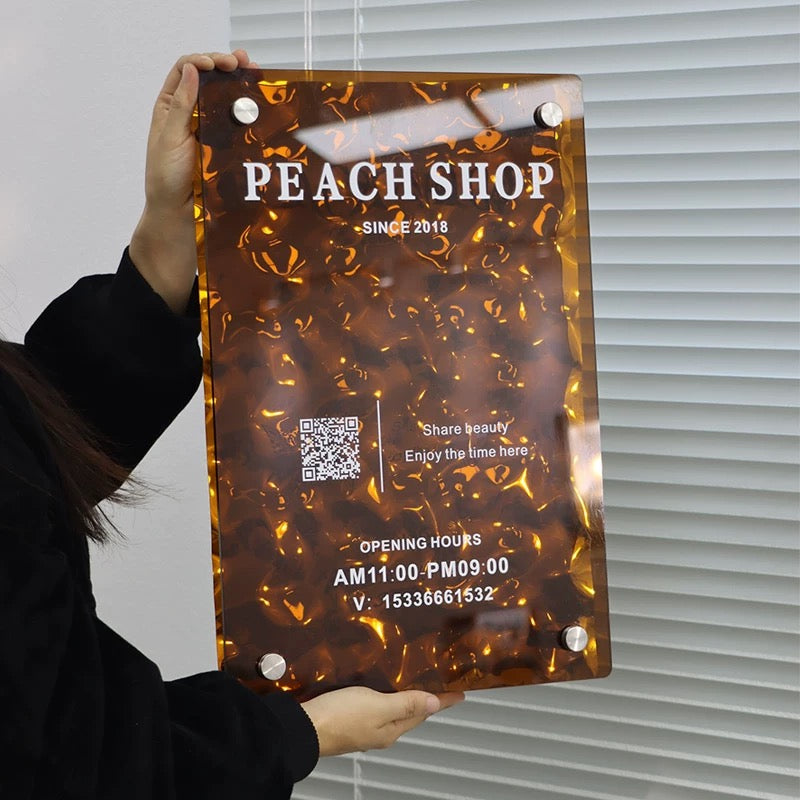 PEACH SHOP
SINCE 2018
Share beauty
Enjoy the time here
OPENING HOURS
AM11:00-PM09:00
V: 15336661532